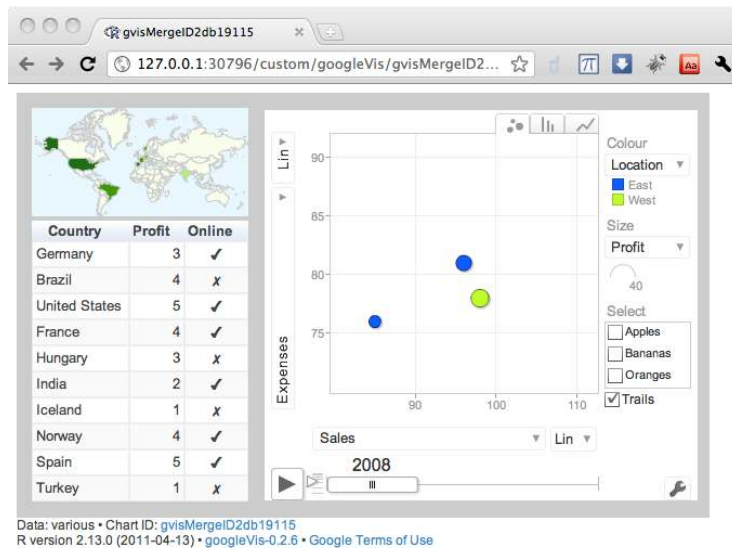 gvisMergeID2db19115
127.0.0.1:30796/custom/googleVis/gvisMergeID2...
π
Aa
Country Profit Online
Germany 3 ✔
Brazil 4 ✗
United States 5 ✔
France 4 ✔
Hungary 3 ✗
India 2 ✔
Iceland 1 ✗
Norway 4 ✔
Spain 5 ✔
Turkey 1 ✗
Lin
Expenses
90
85
80
75
90 100 110
Sales
Lin
2008
Colour
Location
East
West
Size
Profit
40
Select
Apples
Bananas
Oranges
Trails
Data: various • Chart ID: gvisMergeID2db19115
R version 2.13.0 (2011-04-13) • googleVis-0.2.6 • Google Terms of Use